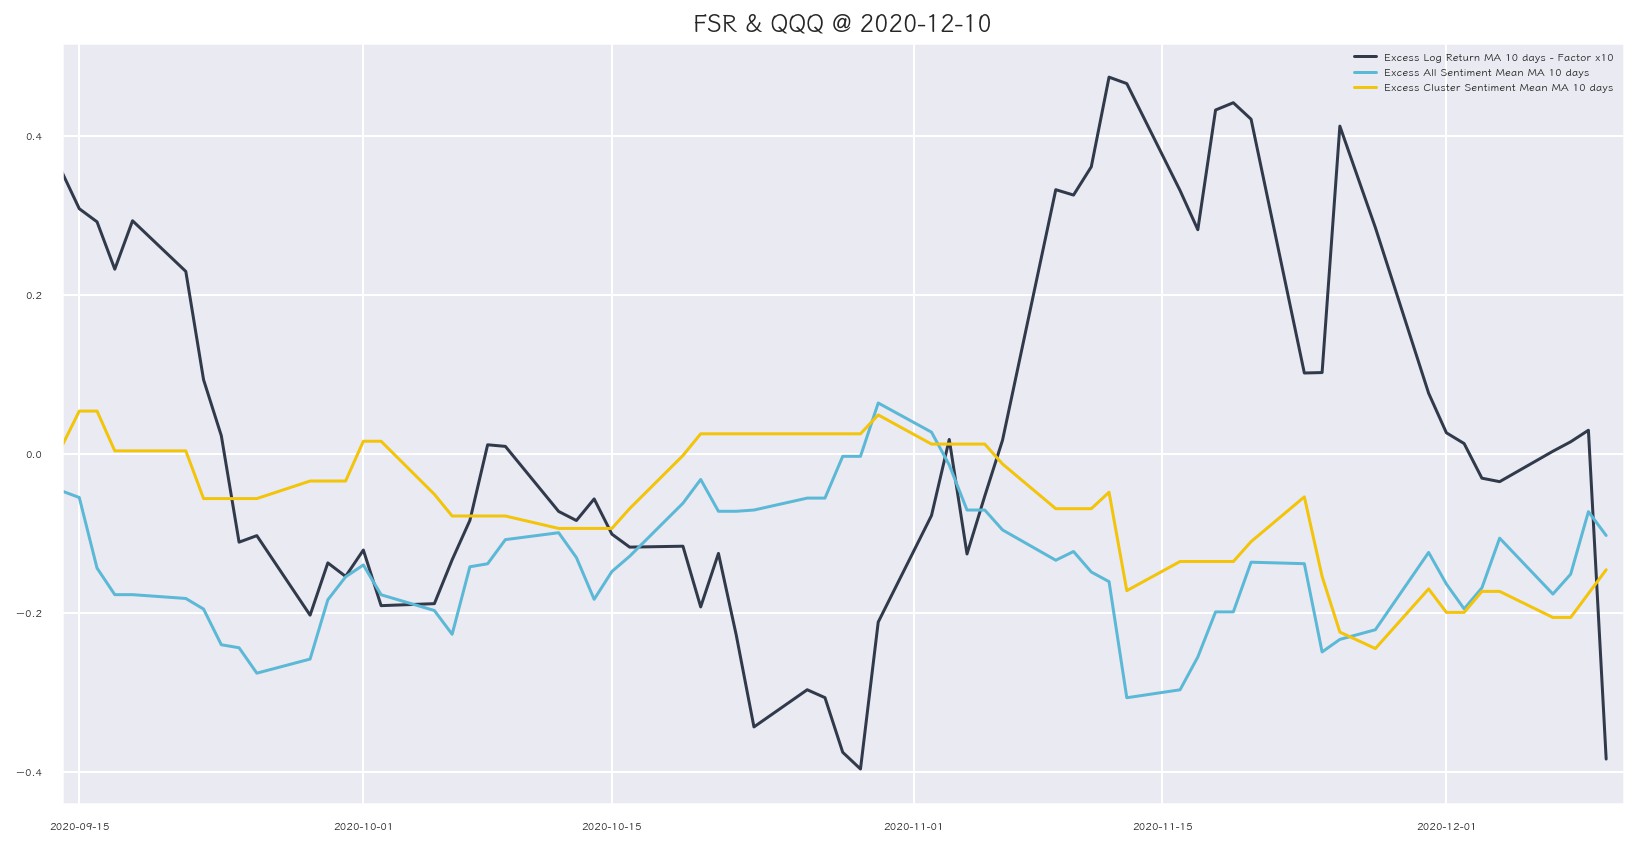 FSR & QQQ @ 2020-12-10
Excess Log Return MA 10 days - Factor x10
Excess All Sentiment Mean MA 10 days
Excess Cluster Sentiment Mean MA 10 days
0.4
0.2
0.0
−0.2
−0.4
2020-09-15 2020-10-01 2020-10-15 2020-11-01 2020-11-15 2020-12-01